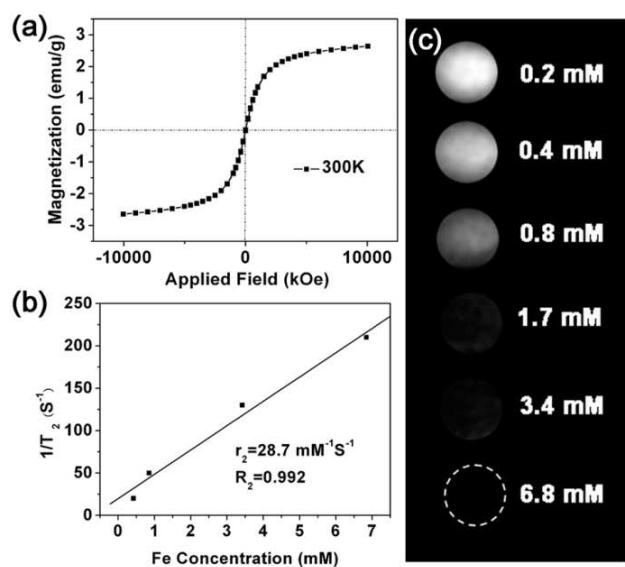 (a)
Magnetization (emu/g)
3
2
1
0
-1
-2
-3
300K
-10000 0 10000
Applied Field (kOe)
(b)
1/T2 (S-1)
250
200
150
100
50
0
r2=28.7 mM-1S-1
R2=0.992
0 1 2 3 4 5 6 7
Fe Concentration (mM)
(c)
0.2 mM
0.4 mM
0.8 mM
1.7 mM
3.4 mM
6.8 mM